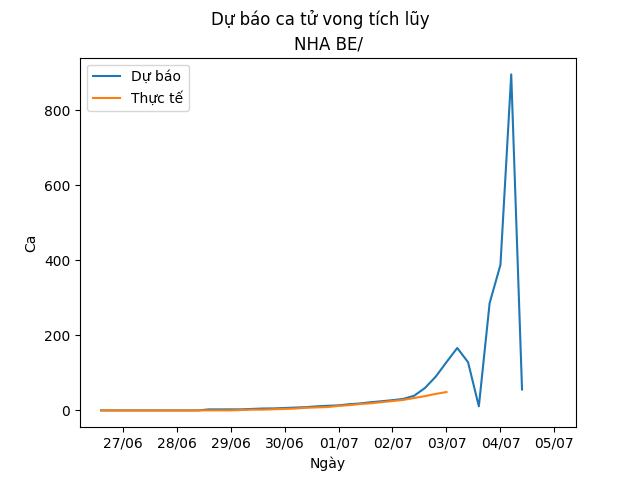 Dự báo ca tử vong tích lũy
NHA BE/
Dự báo
Thực tế
Ca
800
600
400
200
0
27/06 28/06 29/06 30/06 01/07 02/07 03/07 04/07 05/07
Ngày